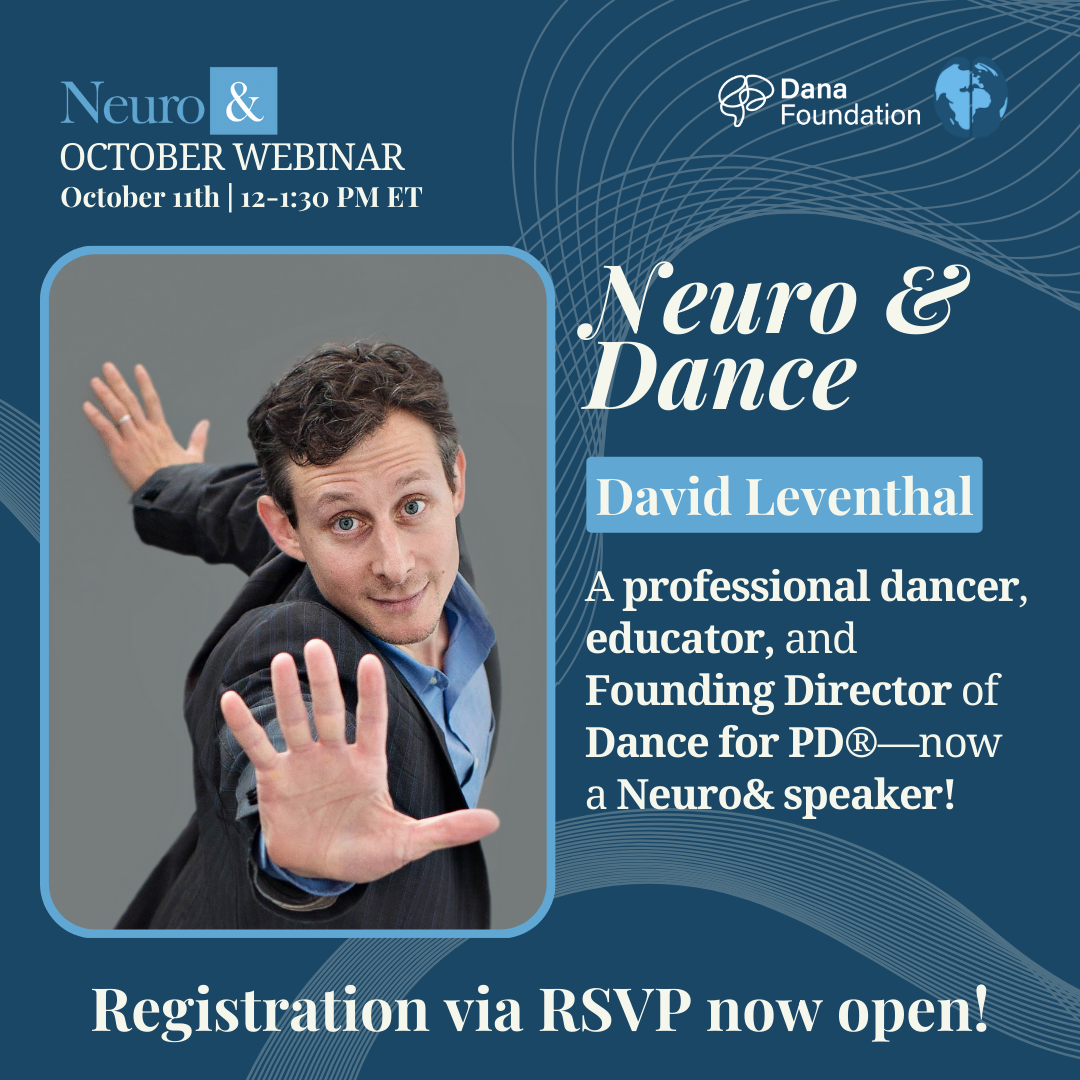 Neuro &
OCTOBER WEBINAR
October 11th | 12-1:30 PM ET
Dana
Foundation
Neuro &
Dance
David Leventhal
A professional dancer,
educator, and
Founding Director of
Dance for PD®—now
a Neuro& speaker!
Registration via RSVP now open!